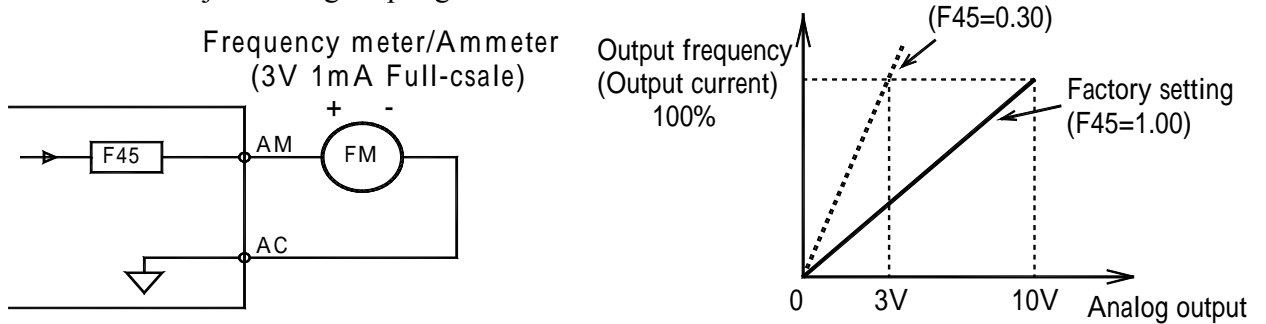 Frequency meter/Ammeter
(3V 1mA Full-csale)
+ -
F45
AM
FM
AC
(F45=0.30)
Output frequency
(Output current)
100%
Factory setting
(F45=1.00)
0 3V 10V Analog output